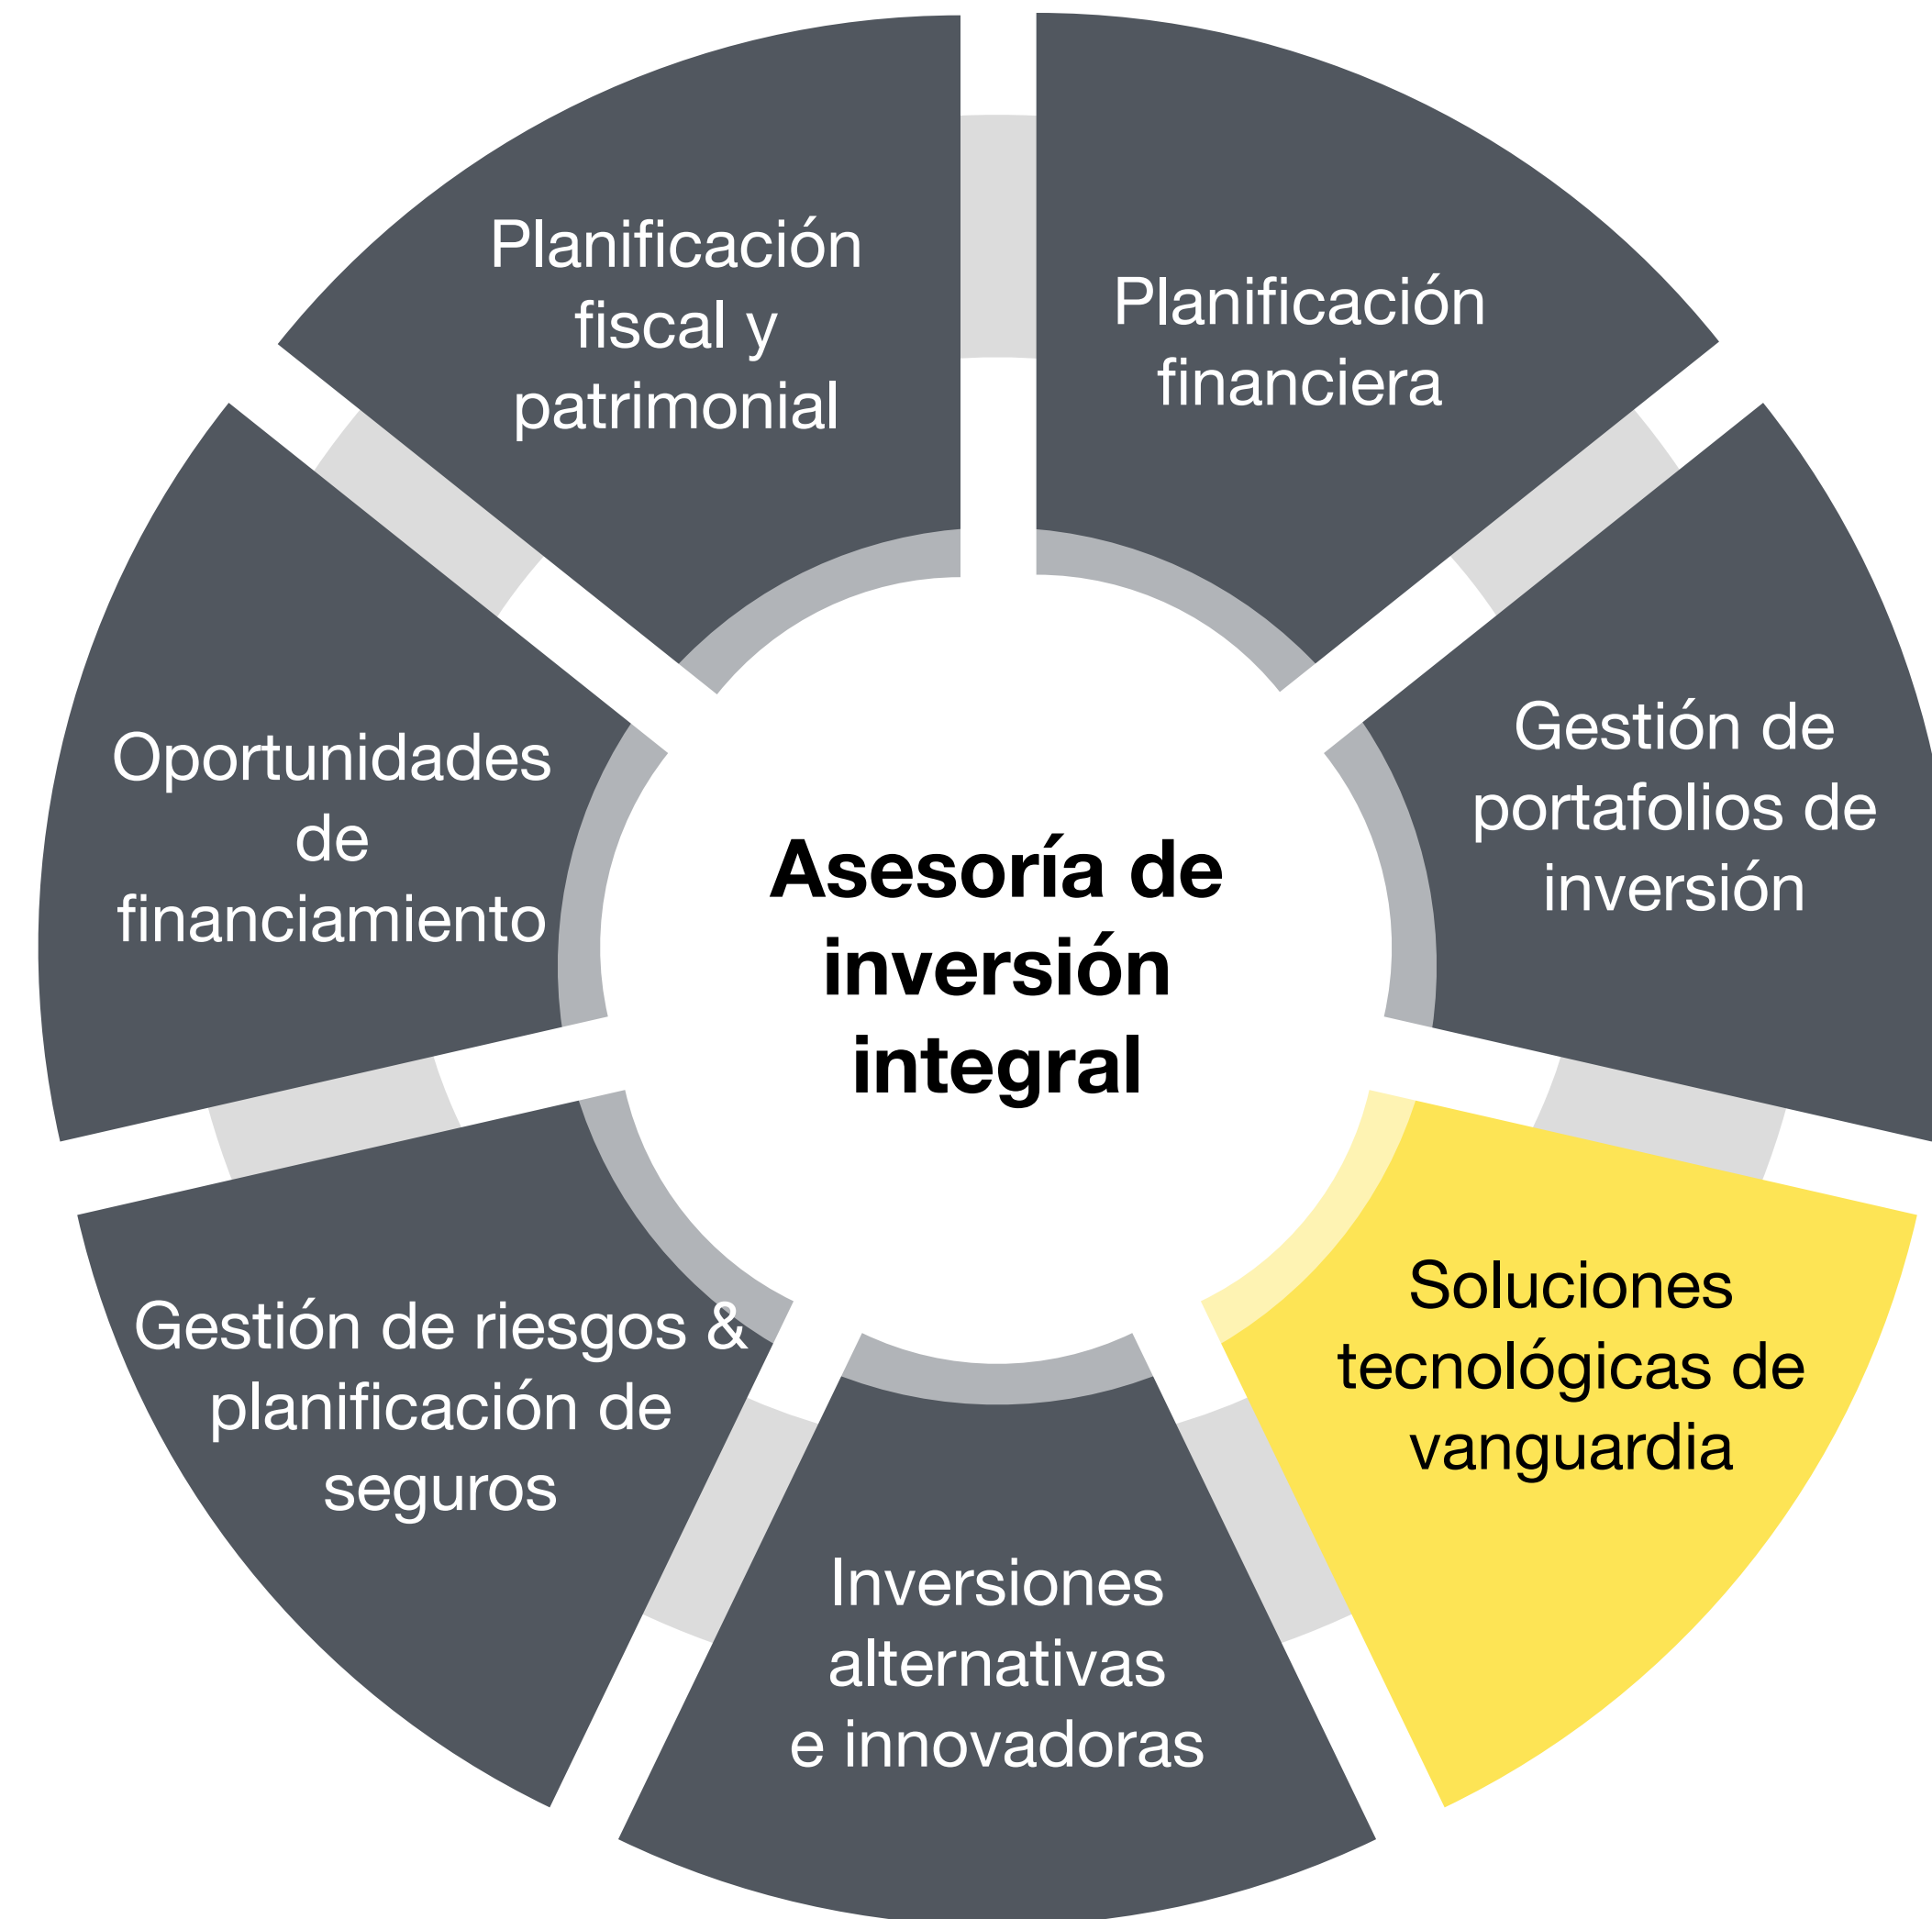 Planificación
fiscal y
patrimonial
Planificación
financiera
Gestión de
portafolios de
inversión
Soluciones
tecnológicas de
vanguardia
Inversiones
alternativas
e innovadoras
Gestión de riesgos &
planificación de
seguros
Oportunidades
de
financiamiento
Asesoría de
inversión
integral